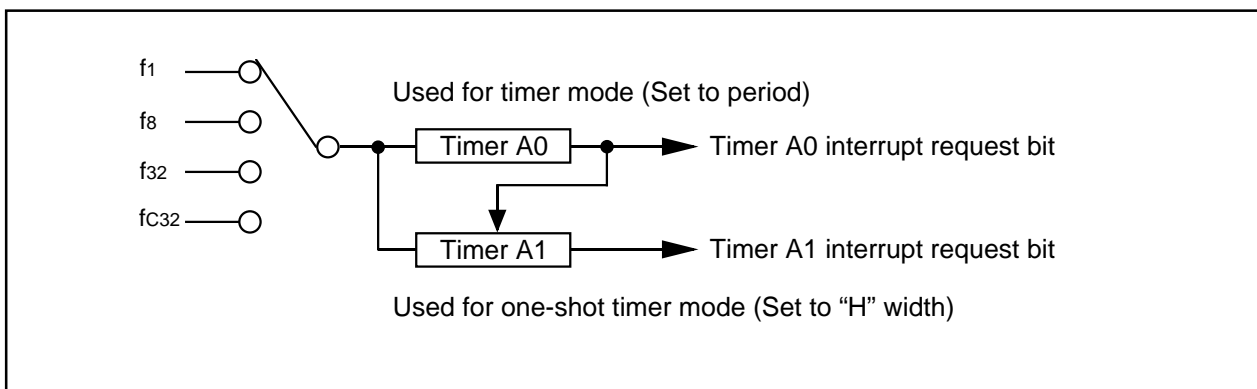 f1
Used for timer mode (Set to period)
f8
Timer A0
Timer A0 interrupt request bit
f32
fC32
Timer A1
Timer A1 interrupt request bit
Used for one-shot timer mode (Set to “H” width)